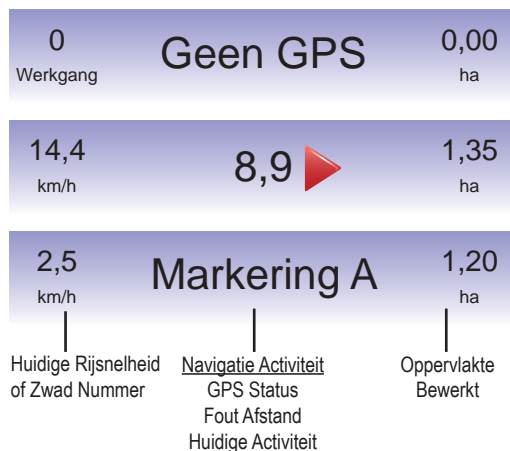 0 Geen GPS 0,00
Werkgang ha
14,4 8,9 1,35
km/h ha
2,5 Markering A 1,20
km/h ha
Huidige Rijsnelheid Navigatie Activiteit Oppervlakte
of Zwad Nummer GPS Status Bewerkt
Fout Afstand
Huidige Activiteit